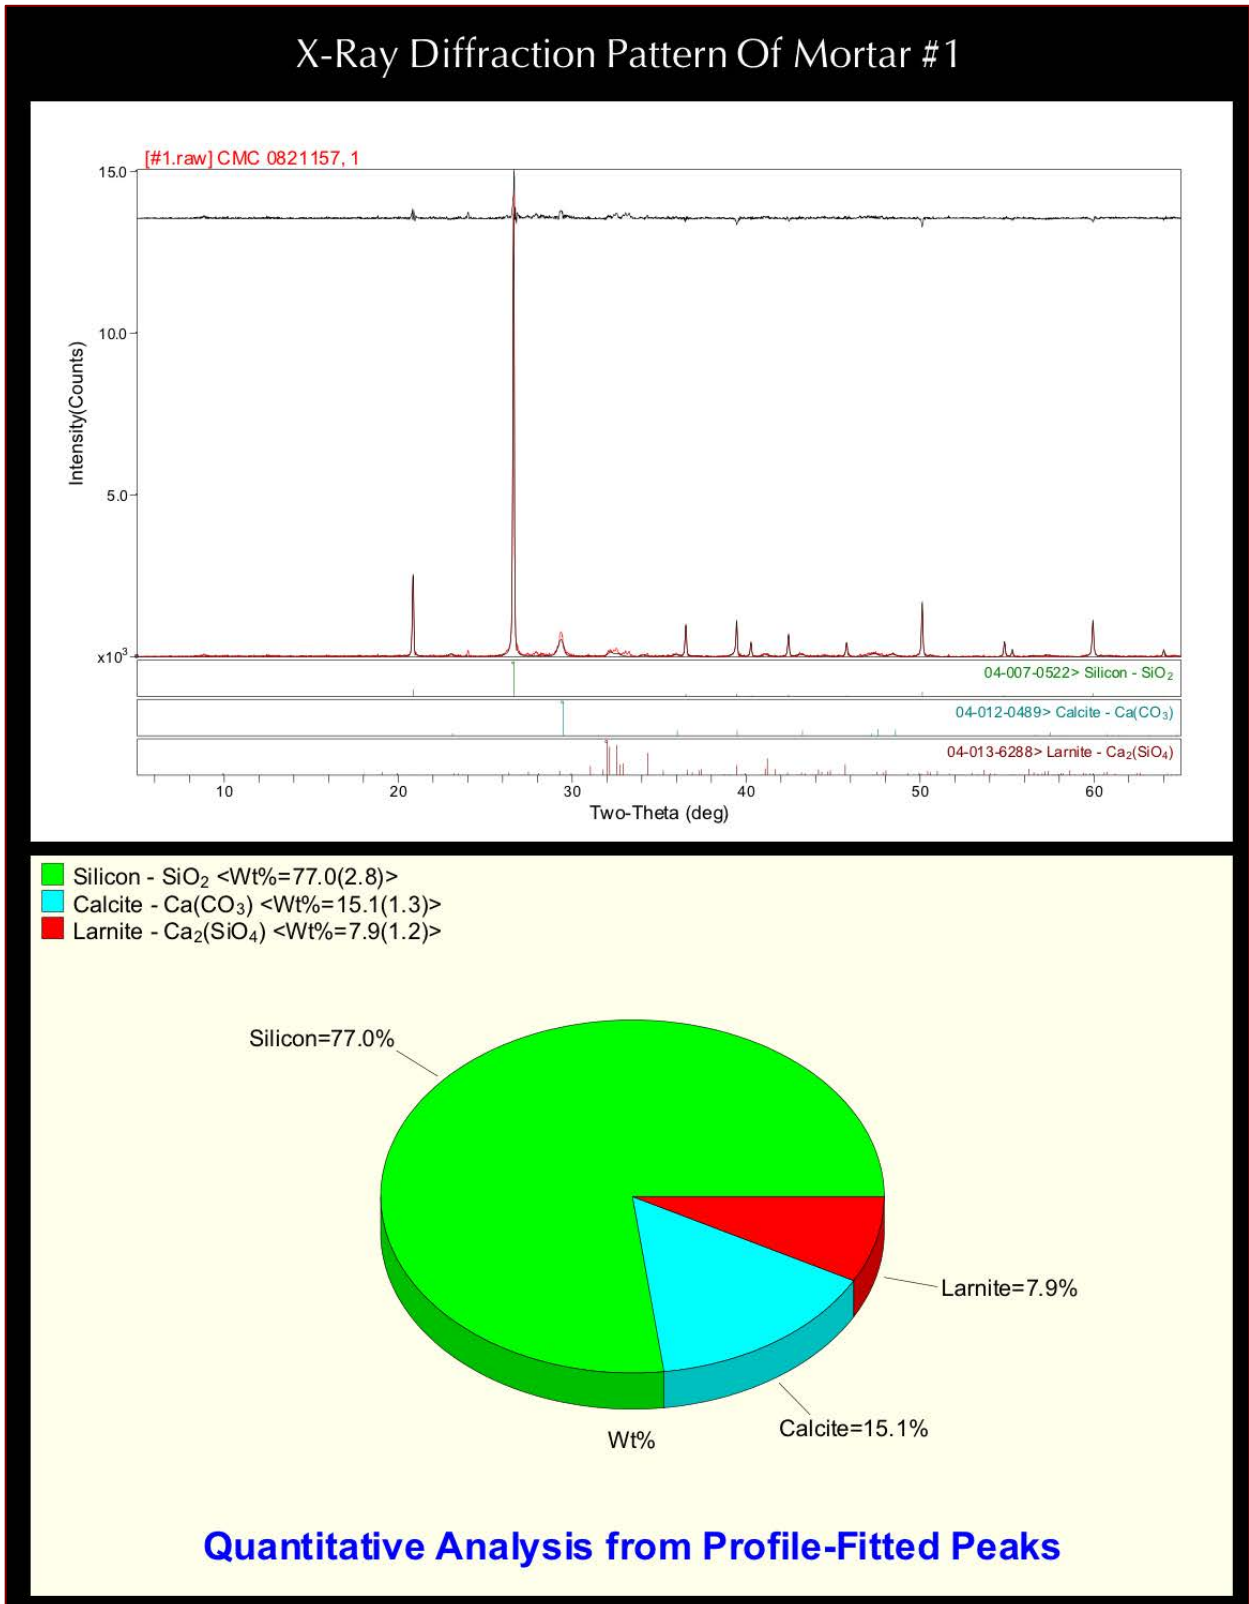 X-Ray Diffraction Pattern Of Mortar #1
[#1.raw] CMC 0821157, 1
15.0
10.0
5.0
x10³
Intensity(Counts)
04-007-0522> Silicon - SiO₂
04-012-0489> Calcite - Ca(CO₃)
04-013-6288> Larnite - Ca₂(SiO₄)
10 20 30 40 50 60
Two-Theta (deg)
Silicon - SiO₂ <Wt%=77.0(2.8)>
Calcite - Ca(CO₃) <Wt%=15.1(1.3)>
Larnite - Ca₂(SiO₄) <Wt%=7.9(1.2)>
Silicon=77.0%
Larnite=7.9%
Calcite=15.1%
Wt%
Quantitative Analysis from Profile-Fitted Peaks